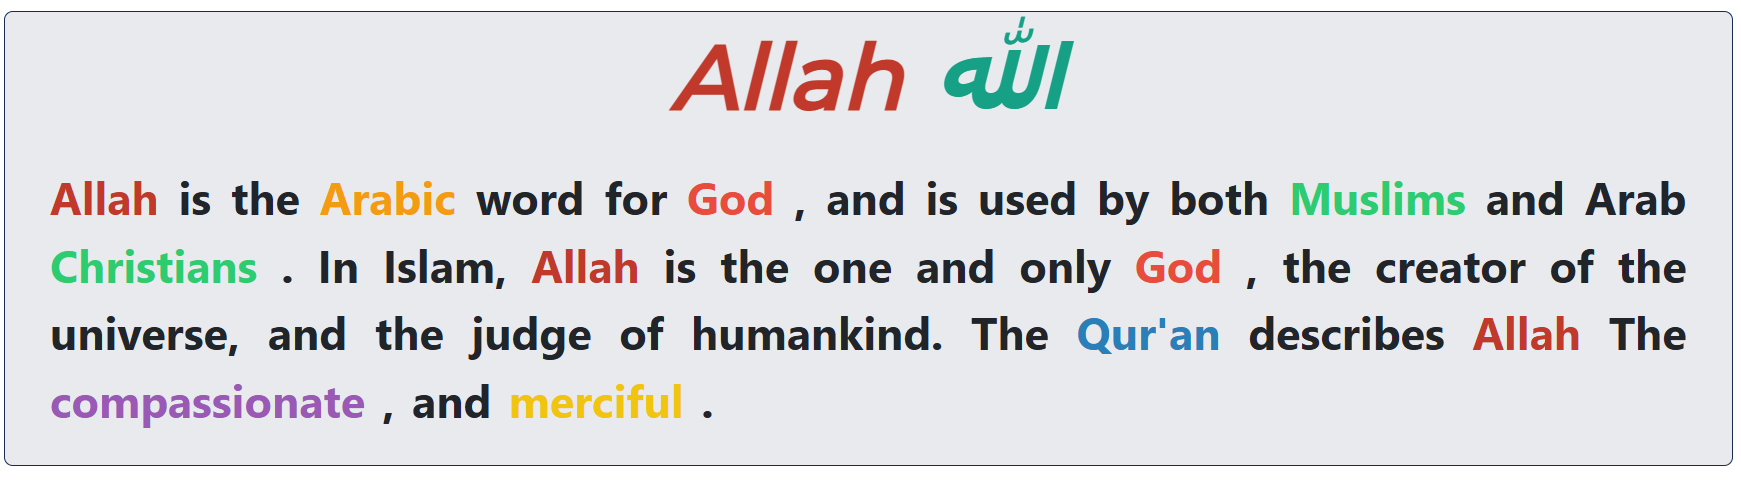 Allah الله
Allah is the Arabic word for God , and is used by both Muslims and Arab
Christians . In Islam, Allah is the one and only God , the creator of the
universe, and the judge of humankind. The Qur'an describes Allah The
compassionate , and merciful .